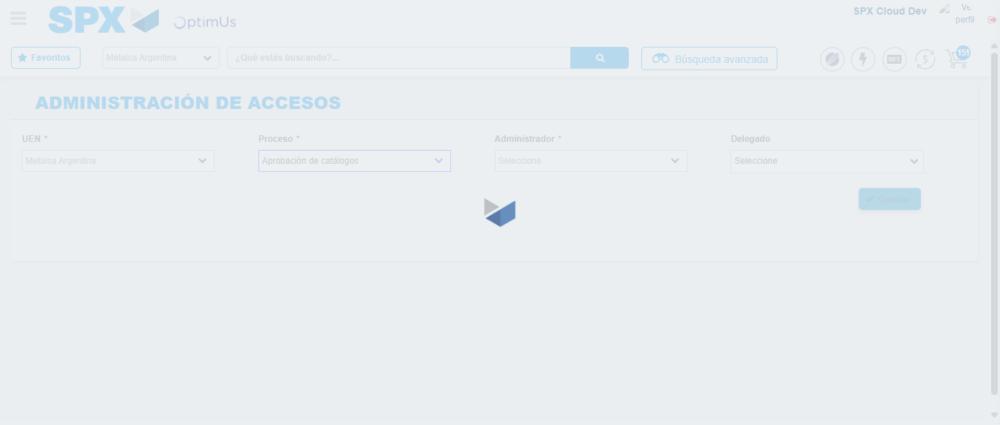 SPX OptimUs
SPX Cloud Dev
Ve
perfil
Favoritos
Metalsa Argentina
¿Qué estás buscando?...
Búsqueda avanzada
151
ADMINISTRACIÓN DE ACCESOS
UEN *
Proceso *
Administrador *
Delegado
Metalsa Argentina
Aprobación de catálogos
Seleccione
Seleccione
Guardar